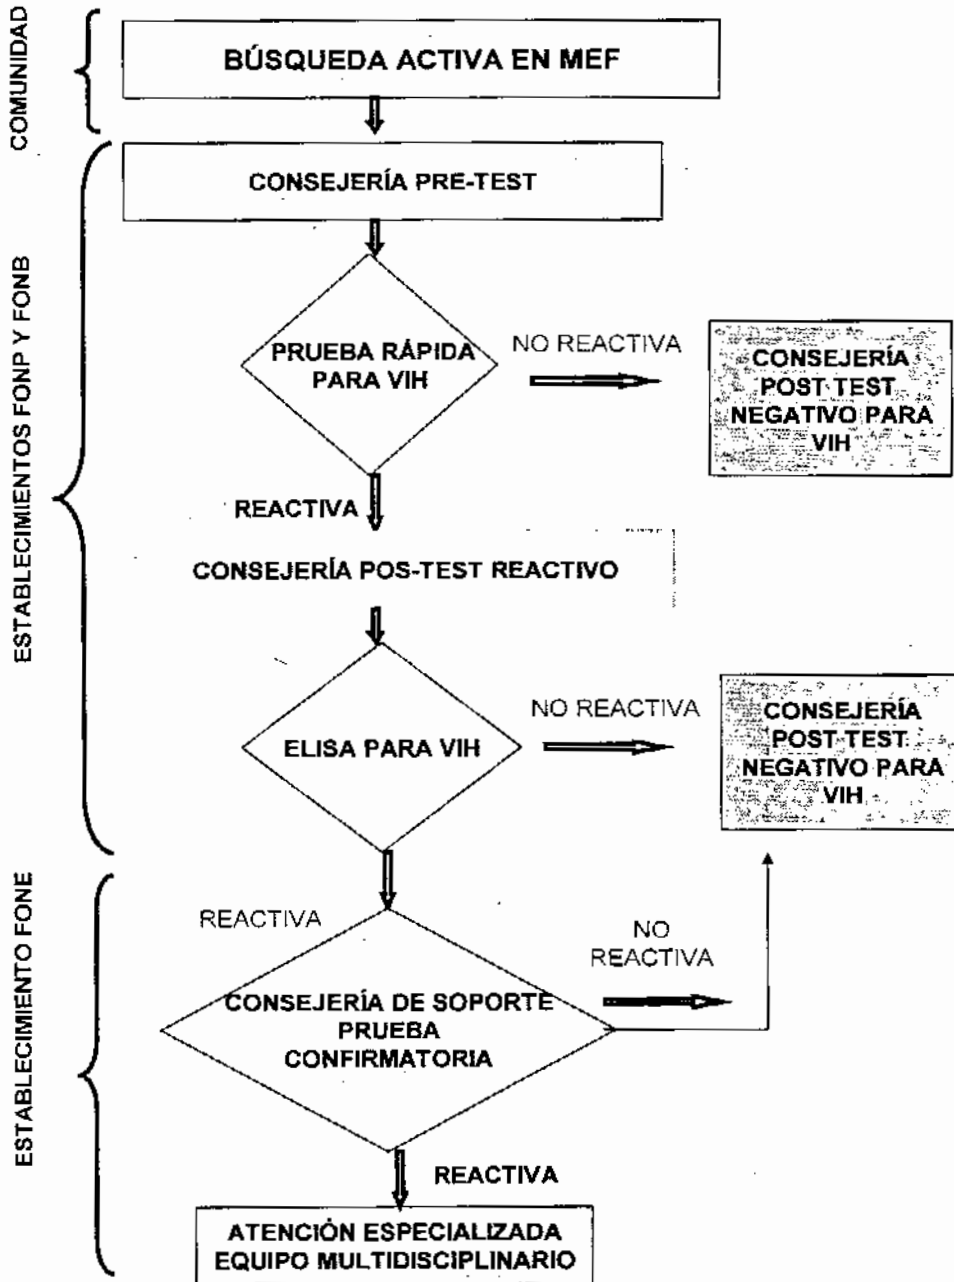 COMUNIDAD
BÚSQUEDA ACTIVA EN MEF
ESTABLECIMIENTOS FONP Y FONB
CONSEJERÍA PRE-TEST
PRUEBA RÁPIDA
PARA VIH
NO REACTIVA
CONSEJERÍA
POST TEST
NEGATIVO PARA
VIH
REACTIVA
CONSEJERÍA POS-TEST REACTIVO
ELISA PARA VIH
NO REACTIVA
CONSEJERÍA
POST TEST
NEGATIVO PARA
VIH
ESTABLECIMIENTO FONE
REACTIVA
CONSEJERÍA DE SOPORTE
PRUEBA
CONFIRMATORIA
NO
REACTIVA
REACTIVA
ATENCIÓN ESPECIALIZADA
EQUIPO MULTIDISCIPLINARIO